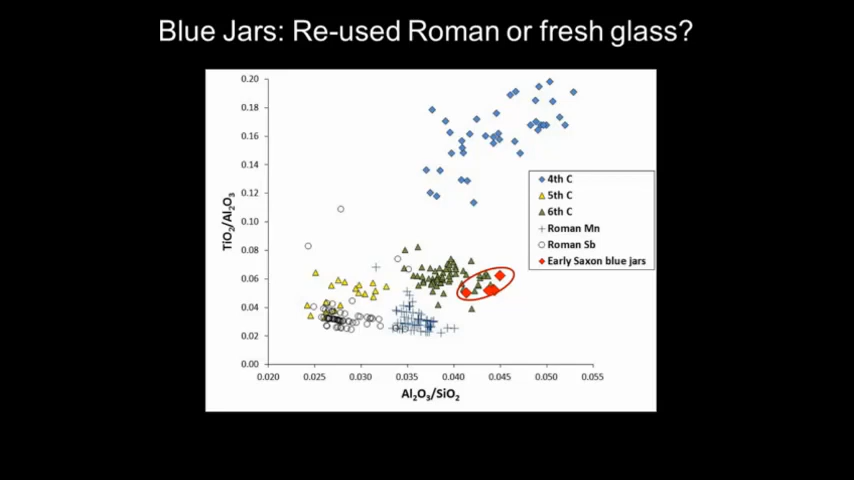 Blue Jars: Re-used Roman or fresh glass?
0.20
0.18
0.16
0.14
0.12
0.10
0.08
0.06
0.04
0.02
0.00
TiO₂/Al₂O₃
0.020 0.025 0.030 0.035 0.040 0.045 0.050 0.055
Al₂O₃/SiO₂
4th C
5th C
6th C
Roman Mn
Roman Sb
Early Saxon blue jars